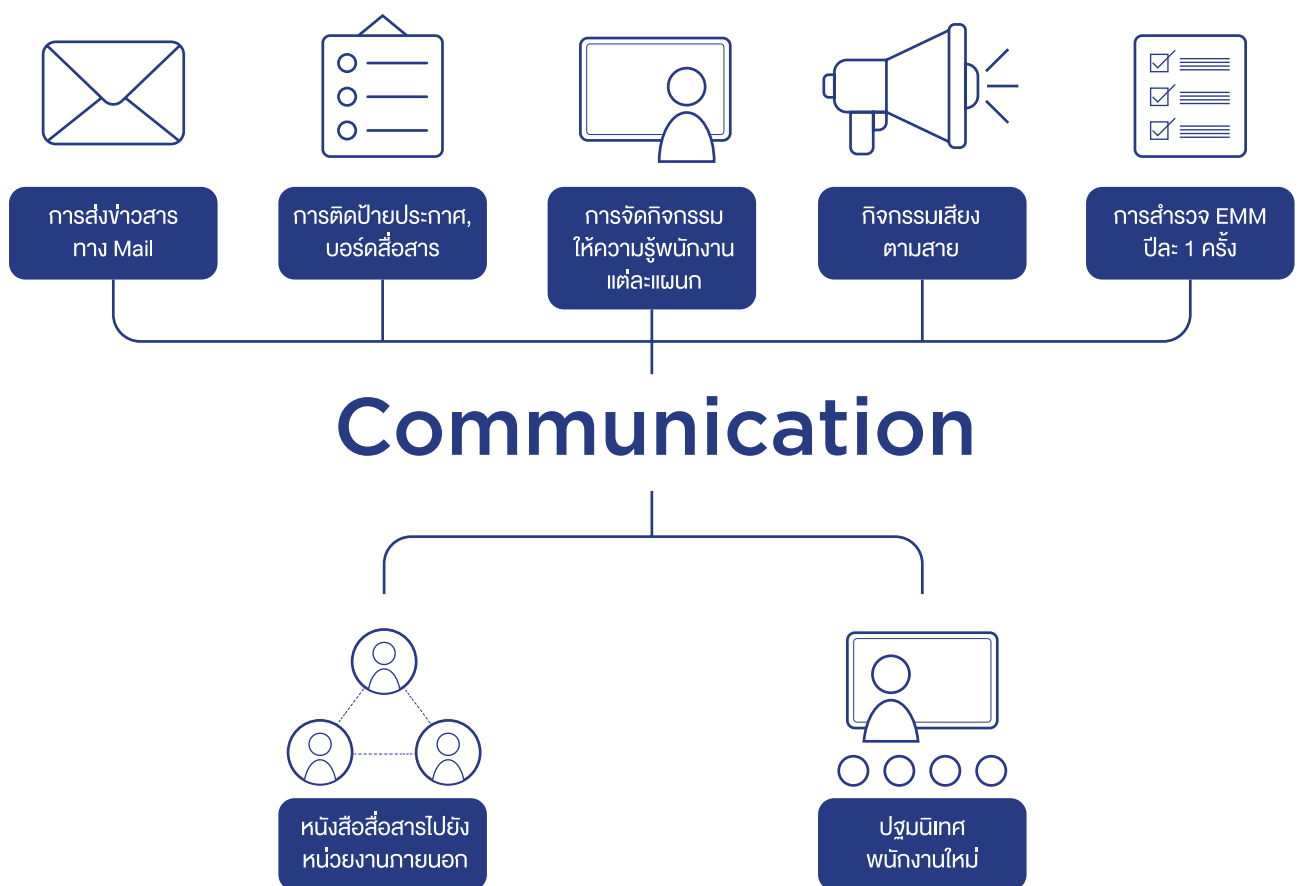 การส่งข่าวสาร
ทาง Mail
การติดป้ายประกาศ,
บอร์ดสื่อสาร
การจัดกิจกรรม
ให้ความรู้พนักงาน
แต่ละแผนก
กิจกรรมเสียง
ตามสาย
การสำรวจ EMM
ปีละ 1 ครั้ง
Communication
หนังสือสื่อสารไปยัง
หน่วยงานภายนอก
ปฐมนิเทศ
พนักงานใหม่